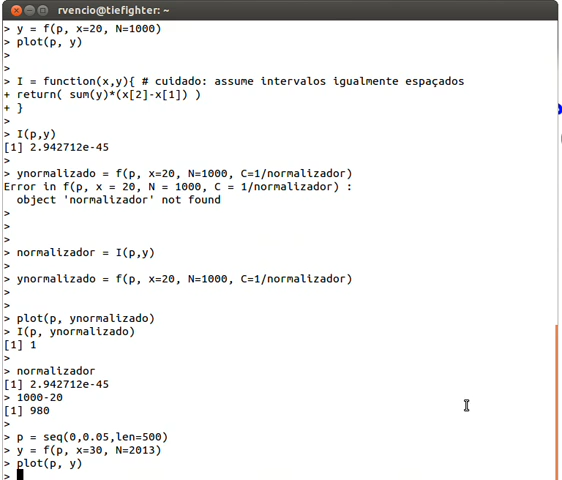 rvencio@tiefighter: ~
> y = f(p, x=20, N=1000)
> plot(p, y)
>
>
> I = function(x,y){ # cuidado: assume intervalos igualmente espaçados
+ return( sum(y)*(x[2]-x[1]) )
+ }
>
> I(p,y)
[1] 2.942712e-45
>
> ynormalizado = f(p, x=20, N=1000, C=1/normalizador)
Error in f(p, x = 20, N = 1000, C = 1/normalizador) :
  object 'normalizador' not found
>
>
>
> normalizador = I(p,y)
>
> ynormalizado = f(p, x=20, N=1000, C=1/normalizador)
>
>
> plot(p, ynormalizado)
> I(p, ynormalizado)
[1] 1
>
> normalizador
[1] 2.942712e-45
> 1000-20
[1] 980
>
> p = seq(0,0.05,len=500)
> y = f(p, x=30, N=2013)
> plot(p, y)
>